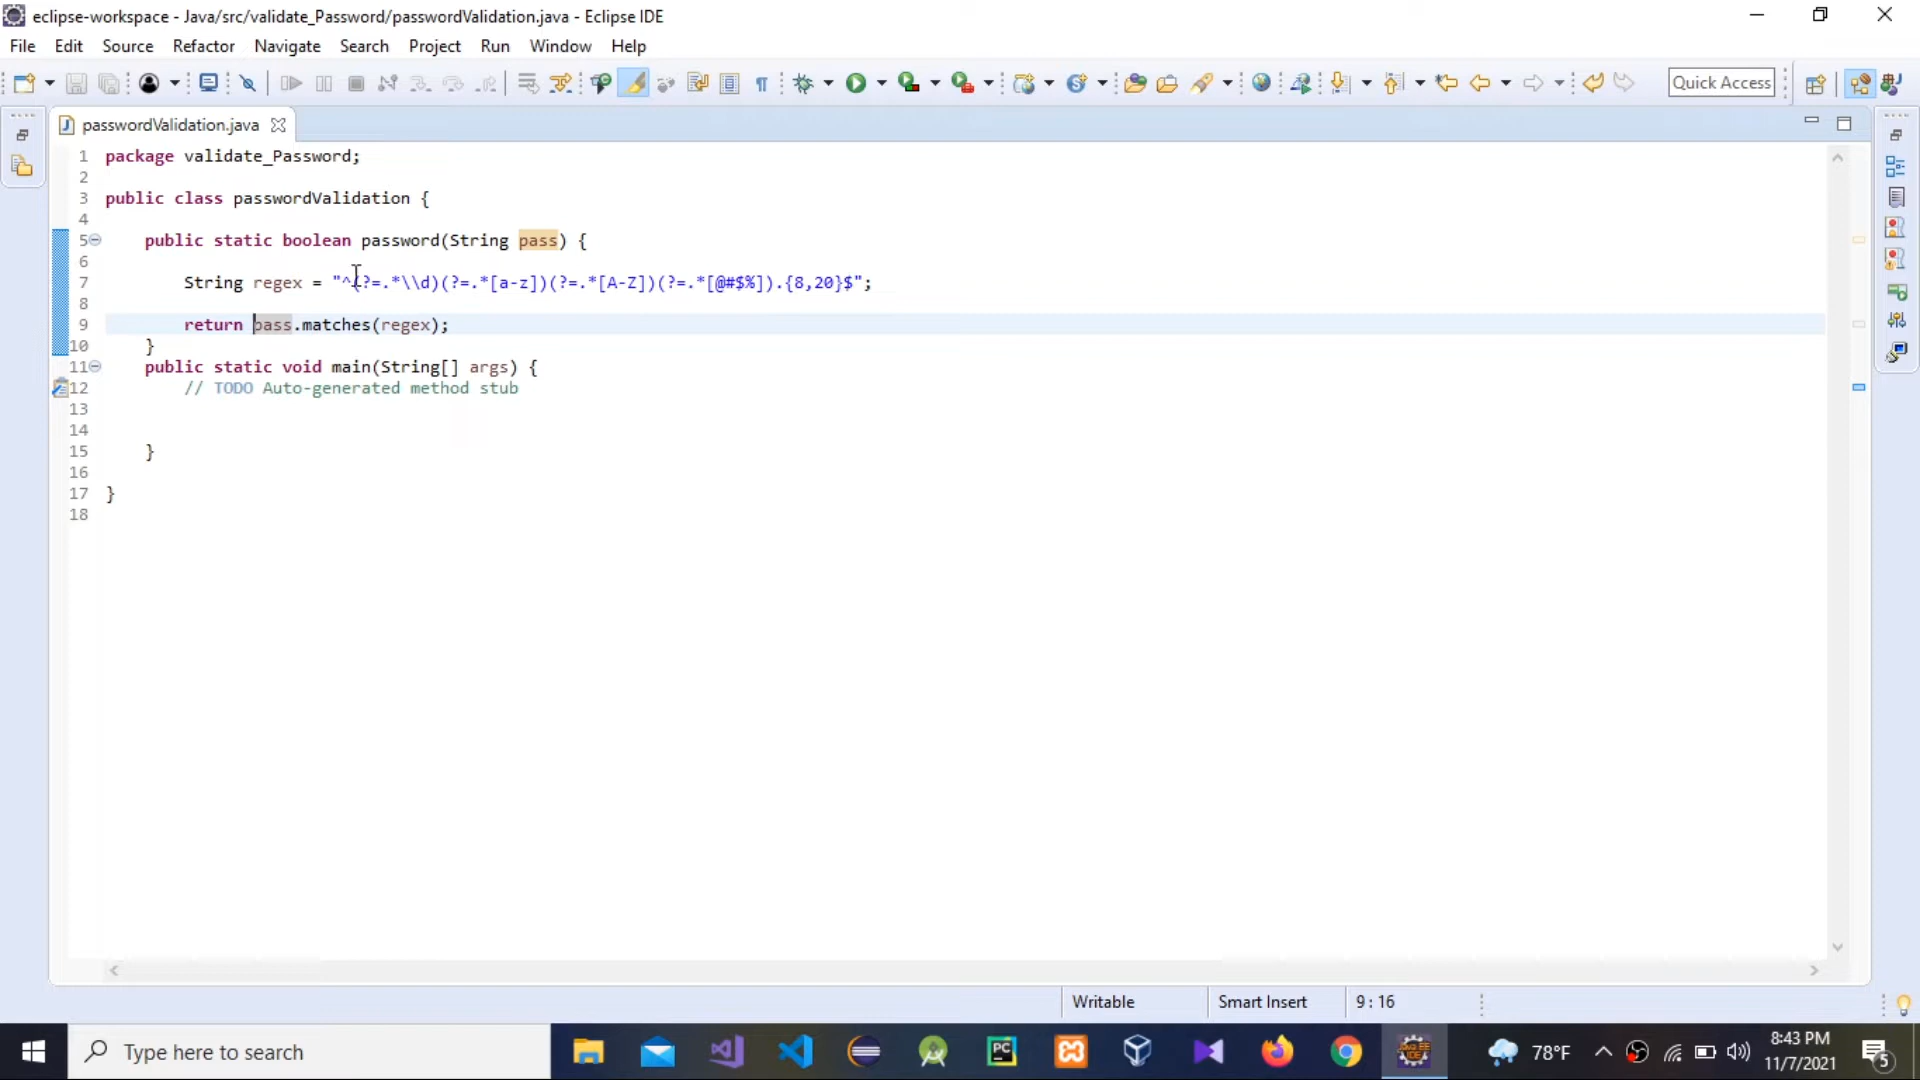 eclipse-workspace - Java/src/validate_Password/passwordValidation.java - Eclipse IDE
File Edit Source Refactor Navigate Search Project Run Window Help
Quick Access
passwordValidation.java
1 package validate_Password;
2
3 public class passwordValidation {
4
5 public static boolean password(String pass) {
6
7 String regex = "^(?=.*\\d)(?=.*[a-z])(?=.*[A-Z])(?=.*[@#$%]).{8,20}$";
8
9 return pass.matches(regex);
10 }
11 public static void main(String[] args) {
12 // TODO Auto-generated method stub
13
14
15 }
16
17 }
18
Writable Smart Insert 9 : 16
Type here to search
78°F
8:43 PM
11/7/2021
5